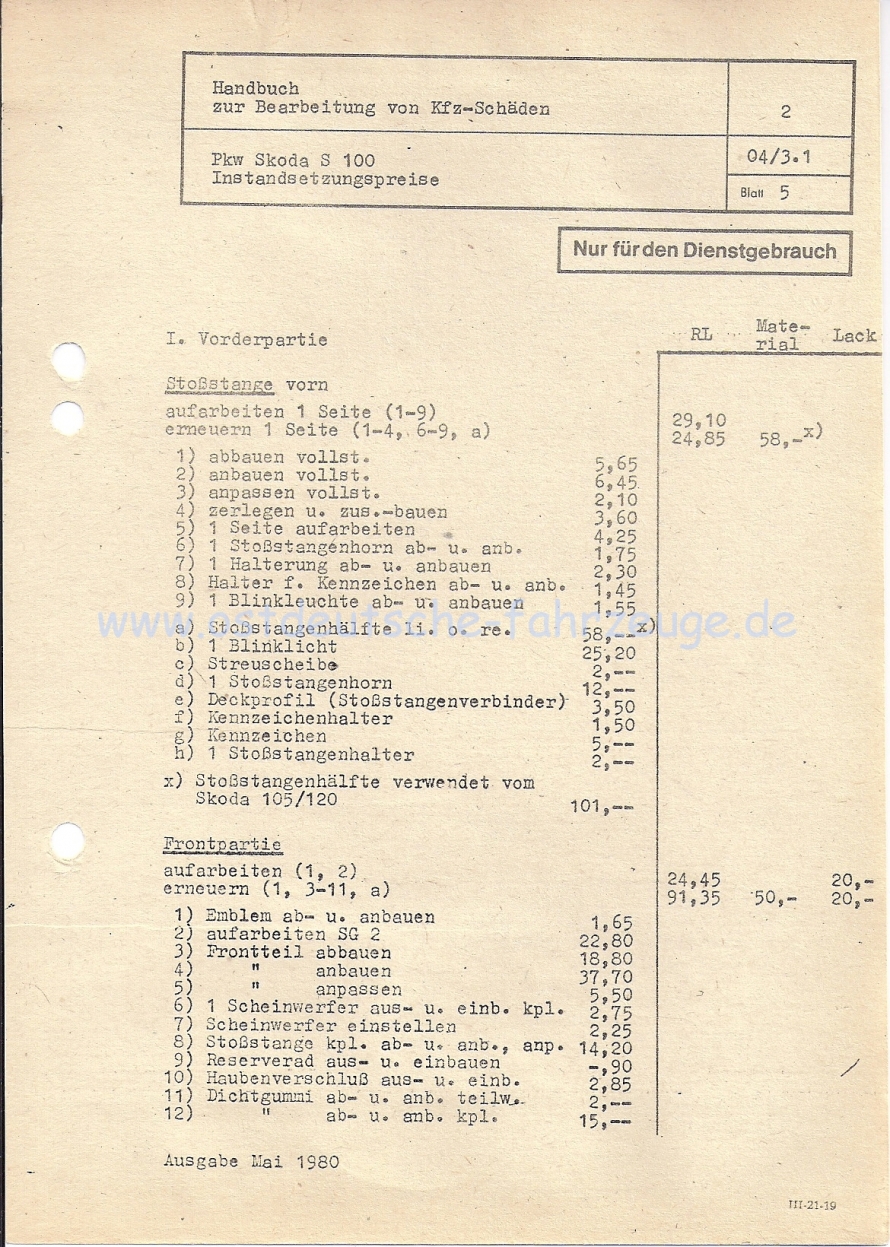 Handbuch
zur Bearbeitung von Kfz-Schäden
2
Pkw Skoda S 100
Instandsetzungspreise
04/3.1
Blatt 5
Nur für den Dienstgebrauch
I. Vorderpartie RL Mate-rial Lack
Stoßstange vorn
aufarbeiten 1 Seite (1-9) 29,10
erneuern 1 Seite (1-4, 6-9, a) 24,85 58,-x)
1) abbauen vollst. 5,65
2) anbauen vollst. 6,45
3) anpassen vollst. 2,10
4) zerlegen u. zus.-bauen 3,60
5) 1 Seite aufarbeiten 4,25
6) 1 Stoßstangenhorn ab- u. anb. 1,75
7) 1 Halterung ab- u. anbauen 2,30
8) Halter f. Kennzeichen ab- u. anb. 1,45
9) 1 Blinkleuchte ab- u. anbauen 1,55
www.ostdeutsche-fahrzeuge.de
a) Stoßstangenhälfte li. o. re. 58,--x)
b) 1 Blinklicht 25,20
c) Streuscheibe 2,--
d) 1 Stoßstangenhorn 12,--
e) Deckprofil (Stoßstangenverbinder) 3,50
f) Kennzeichenhalter 1,50
g) Kennzeichen 5,--
h) 1 Stoßstangenhalter 2,--
x) Stoßstangenhälfte verwendet vom
Skoda 105/120 101,--
Frontpartie
aufarbeiten (1, 2) 24,45 20,-
erneuern (1, 3-11, a) 91,35 50,- 20,-
1) Emblem ab- u. anbauen 1,65
2) aufarbeiten SG 2 22,80
3) Frontteil abbauen 18,80
4) " anbauen 37,70
5) " anpassen 5,50
6) 1 Scheinwerfer aus- u. einb. kpl. 2,75
7) Scheinwerfer einstellen 2,25
8) Stoßstange kpl. ab- u. anb., anp. 14,20
9) Reserverad aus- u. einbauen -,90
10) Haubenverschluß aus- u. einb. 2,85
11) Dichtgummi ab- u. anb. teilw. 2,--
12) " ab- u. anb. kpl. 15,--
Ausgabe Mai 1980
III-21-19